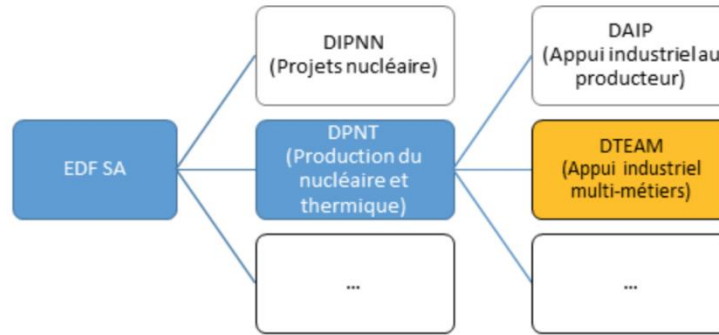 EDF SA
DIPNN
(Projets nucléaire)
DPNT
(Production du
nucléaire et
thermique)
...
DAIP
(Appui industriel au
producteur)
DTEAM
(Appui industriel
multi-métiers)
...